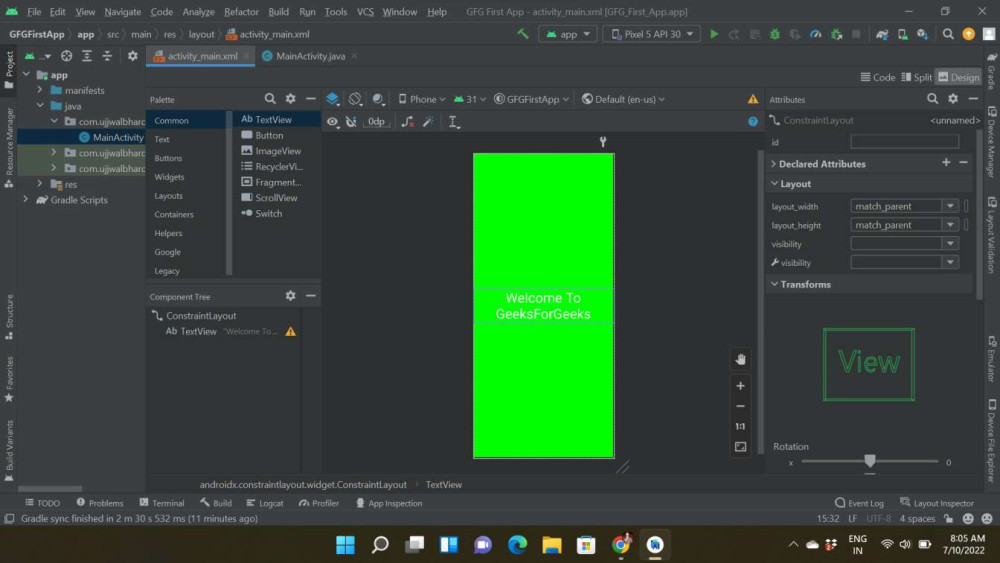 File Edit View Navigate Code Analyze Refactor Build Run Tools VCS Window Help GFG First App - activity_main.xml [GFG_First_App.app]
GFGFirstApp app src main res layout activity_main.xml
app Pixel 5 API 30
Project
activity_main.xml MainActivity.java
app
manifests
java
com.ujjwalbharc
MainActivity
com.ujjwalbharc
com.ujjwalbharc
res
Gradle Scripts
Resource Manager
Structure
Favorites
Build Variants
Code Split Design
Palette
Common
Text
Buttons
Widgets
Layouts
Containers
Helpers
Google
Legacy
Ab TextView
Button
ImageView
RecyclerVi...
Fragment...
ScrollView
Switch
Component Tree
ConstraintLayout
Ab TextView "Welcome To ...
Phone 31 GFGFirstApp Default (en-us)
0dp
Welcome To
GeeksForGeeks
1:1
Attributes
ConstraintLayout <unnamed>
id
Declared Attributes
Layout
layout_width match_parent
layout_height match_parent
visibility
visibility
Transforms
View
Rotation
x 0
Gradle
Device Manager
Layout Validation
Emulator
Device File Explorer
androidx.constraintlayout.widget.ConstraintLayout TextView
TODO Problems Terminal Build Logcat Profiler App Inspection Event Log Layout Inspector
Gradle sync finished in 2 m 30 s 532 ms (11 minutes ago) 15:32 LF UTF-8 4 spaces
ENG
IN
8:05 AM
7/10/2022